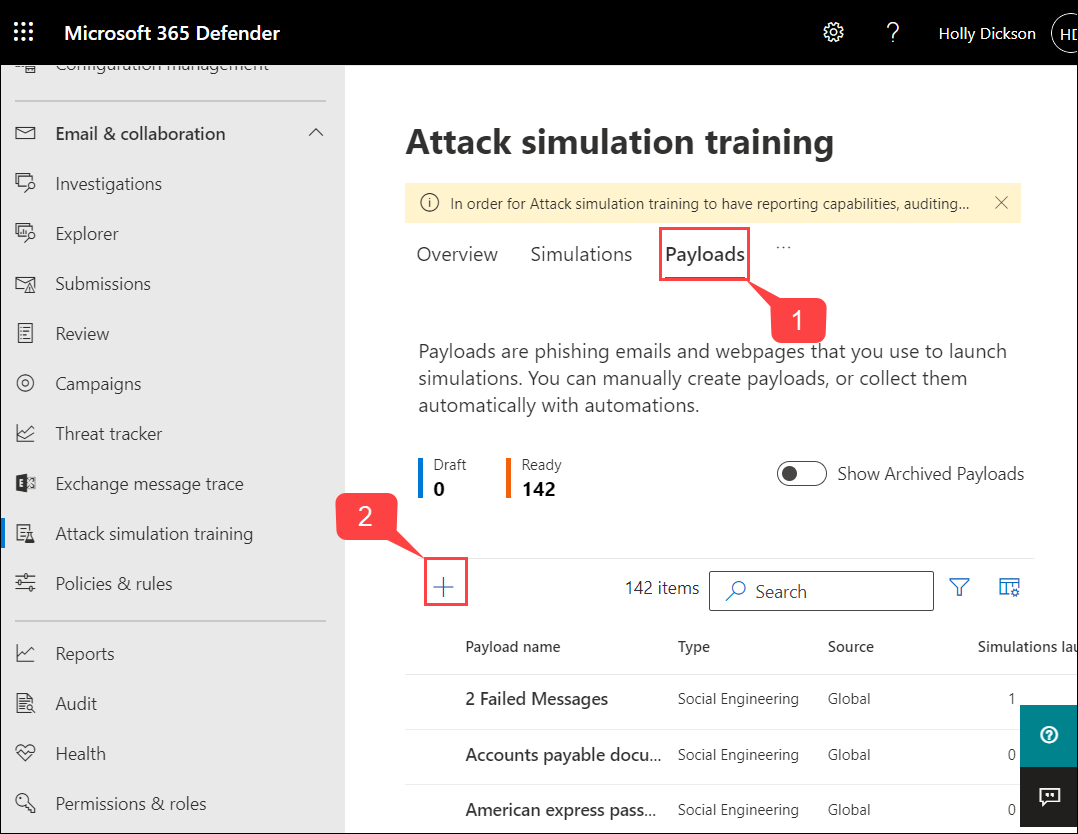 Microsoft 365 Defender
Holly Dickson
HD
Configuration management
Email & collaboration
Investigations
Explorer
Submissions
Review
Campaigns
Threat tracker
Exchange message trace
Attack simulation training
Policies & rules
Reports
Audit
Health
Permissions & roles
Attack simulation training
In order for Attack simulation training to have reporting capabilities, auditing...
Overview
Simulations
Payloads
...
1
Payloads are phishing emails and webpages that you use to launch
simulations. You can manually create payloads, or collect them
automatically with automations.
Draft
0
Ready
142
Show Archived Payloads
2
142 items
Search
Payload name Type Source Simulations lau
2 Failed Messages Social Engineering Global 1
Accounts payable docu... Social Engineering Global 0
American express pass... Social Engineering Global 0